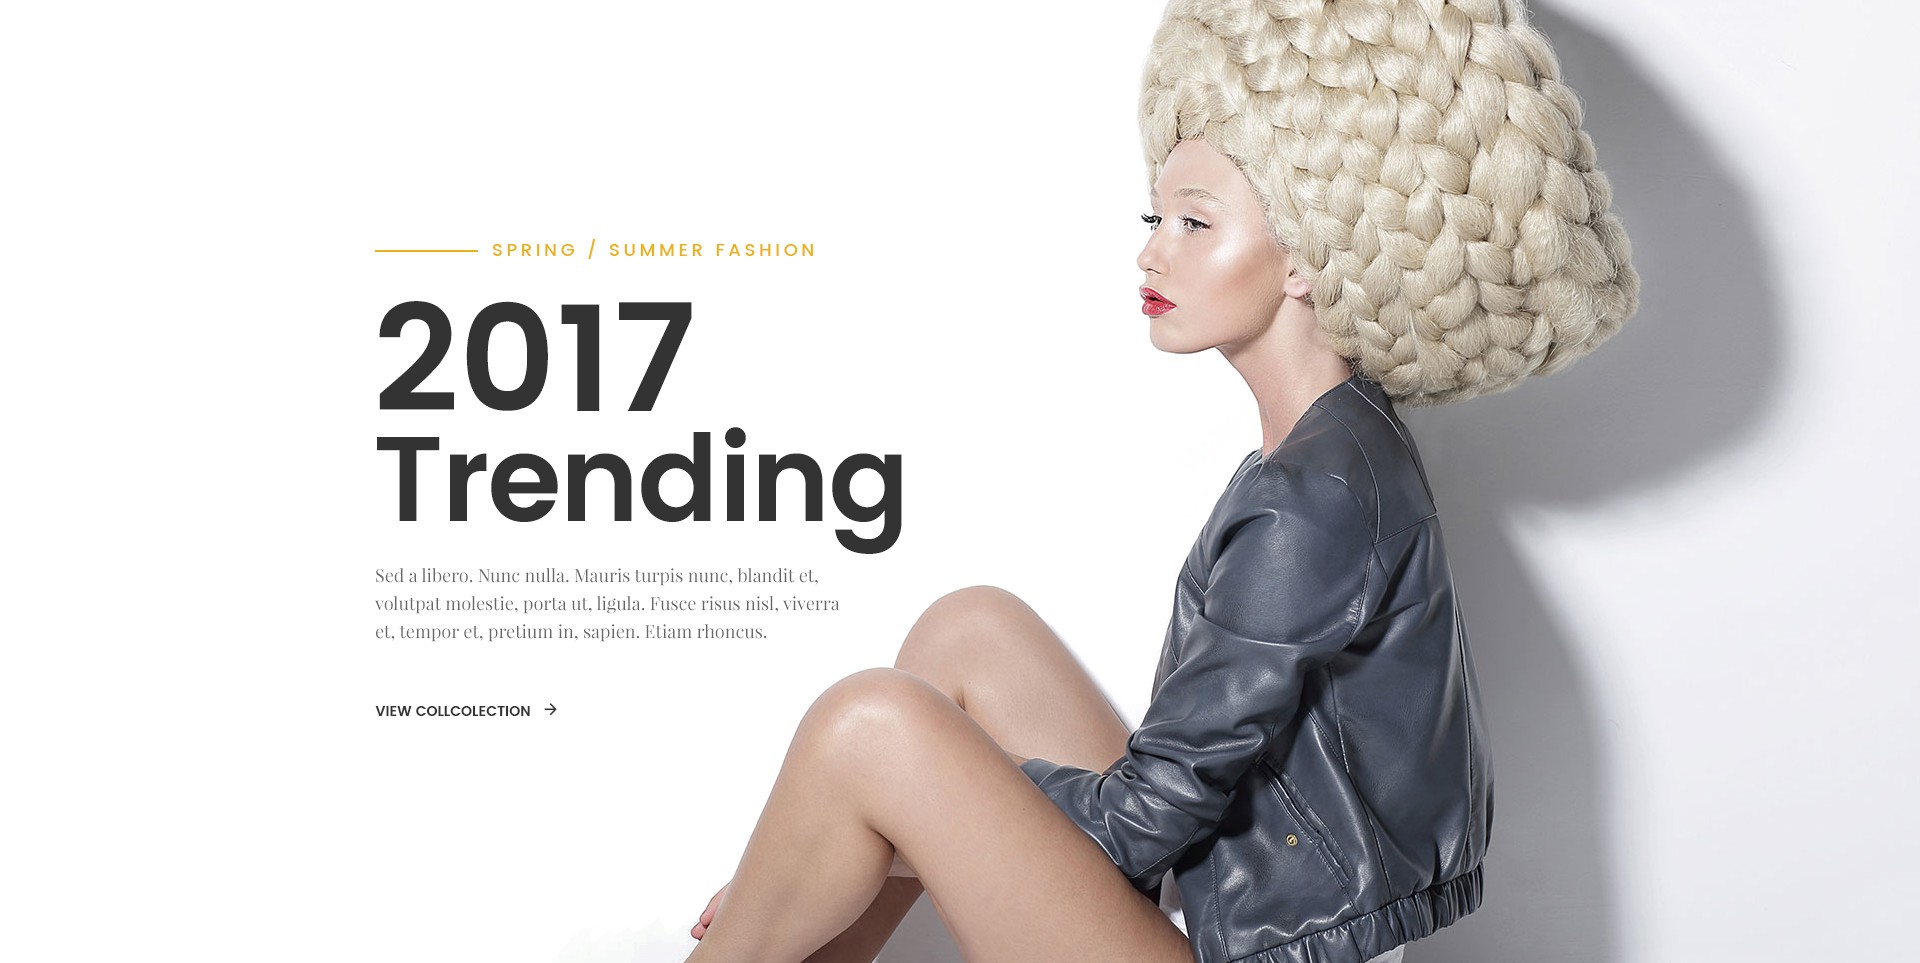 SPRING / SUMMER FASHION
2017
Trending
Sed a libero. Nunc nulla. Mauris turpis nunc, blandit et,
volutpat molestie, porta ut, ligula. Fusce risus nisl, viverra
et, tempor et, pretium in, sapien. Etiam rhoncus.
VIEW COLLCOLECTION →